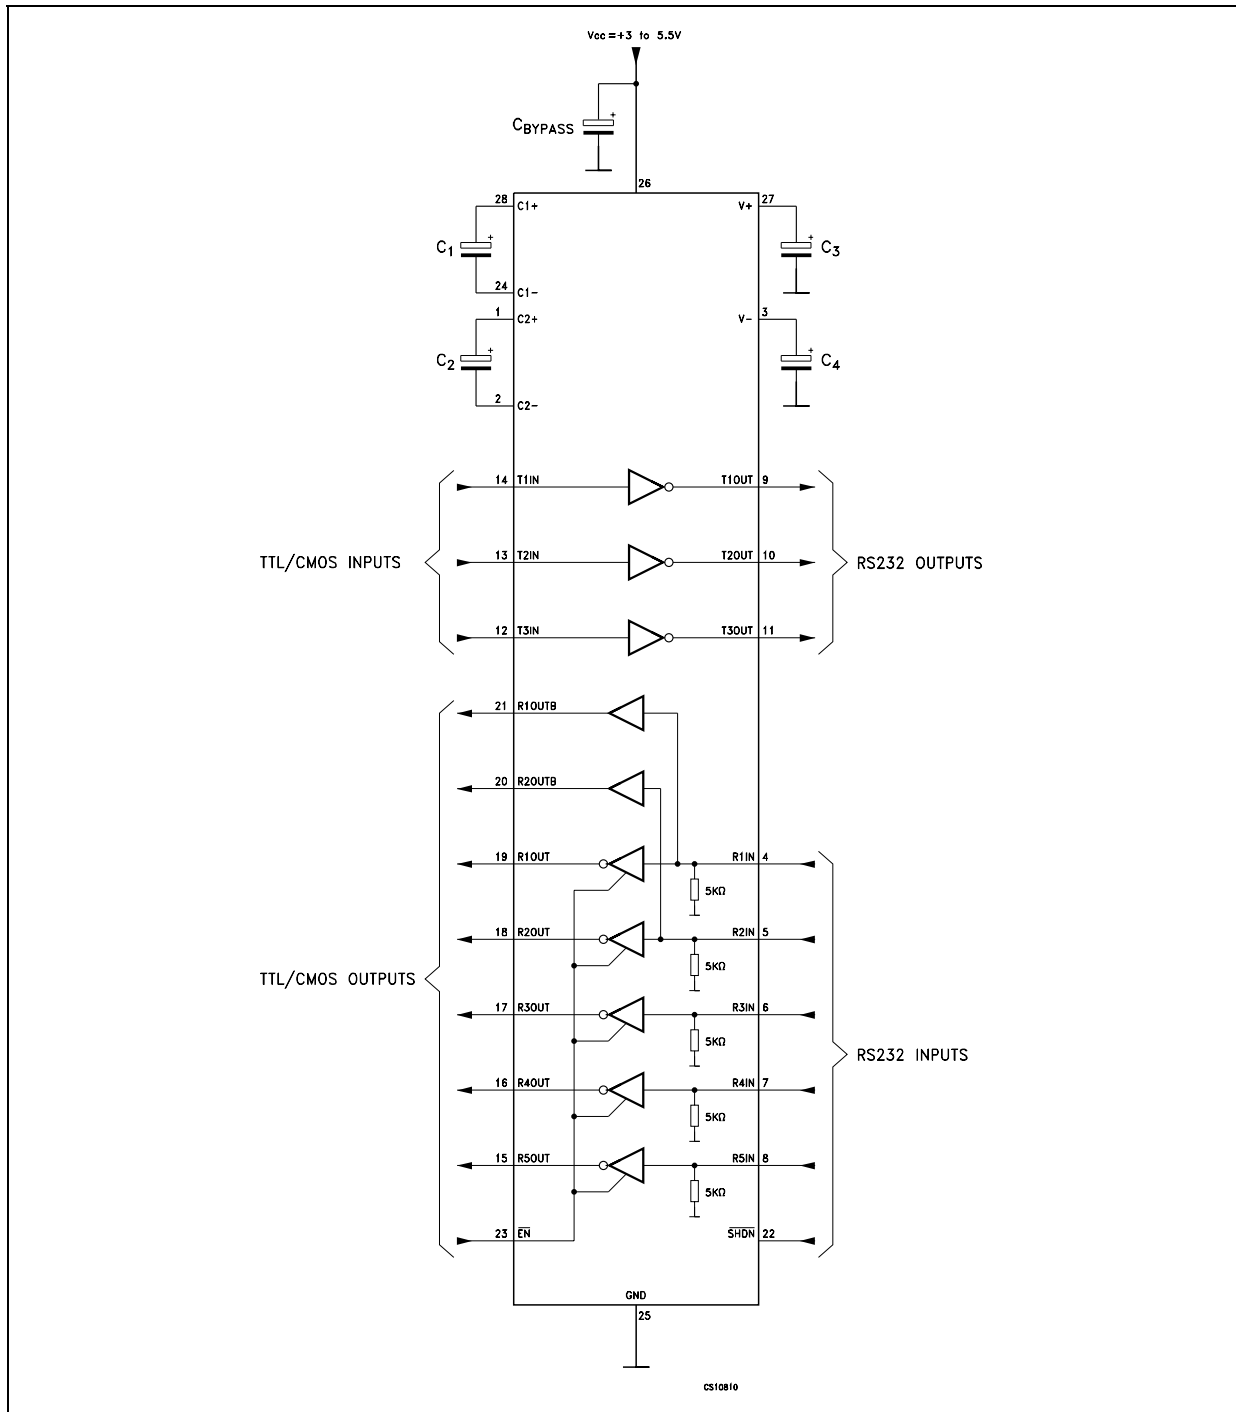 Vcc=+3 to 5.5V
+
CBYPASS
26
28 C1+ V+ 27
C1 + + C3
24 C1-
1 C2+ V- 3
C2 + + C4
2 C2-
14 T1IN T1OUT 9
TTL/CMOS INPUTS 13 T2IN T2OUT 10 RS232 OUTPUTS
12 T3IN T3OUT 11
21 R1OUTB
20 R2OUTB
19 R1OUT R1IN 4
5KΩ
18 R2OUT R2IN 5
5KΩ
TTL/CMOS OUTPUTS
17 R3OUT R3IN 6
5KΩ
RS232 INPUTS
16 R4OUT R4IN 7
5KΩ
15 R5OUT R5IN 8
5KΩ
23 EN SHDN 22
GND
25
CS10810